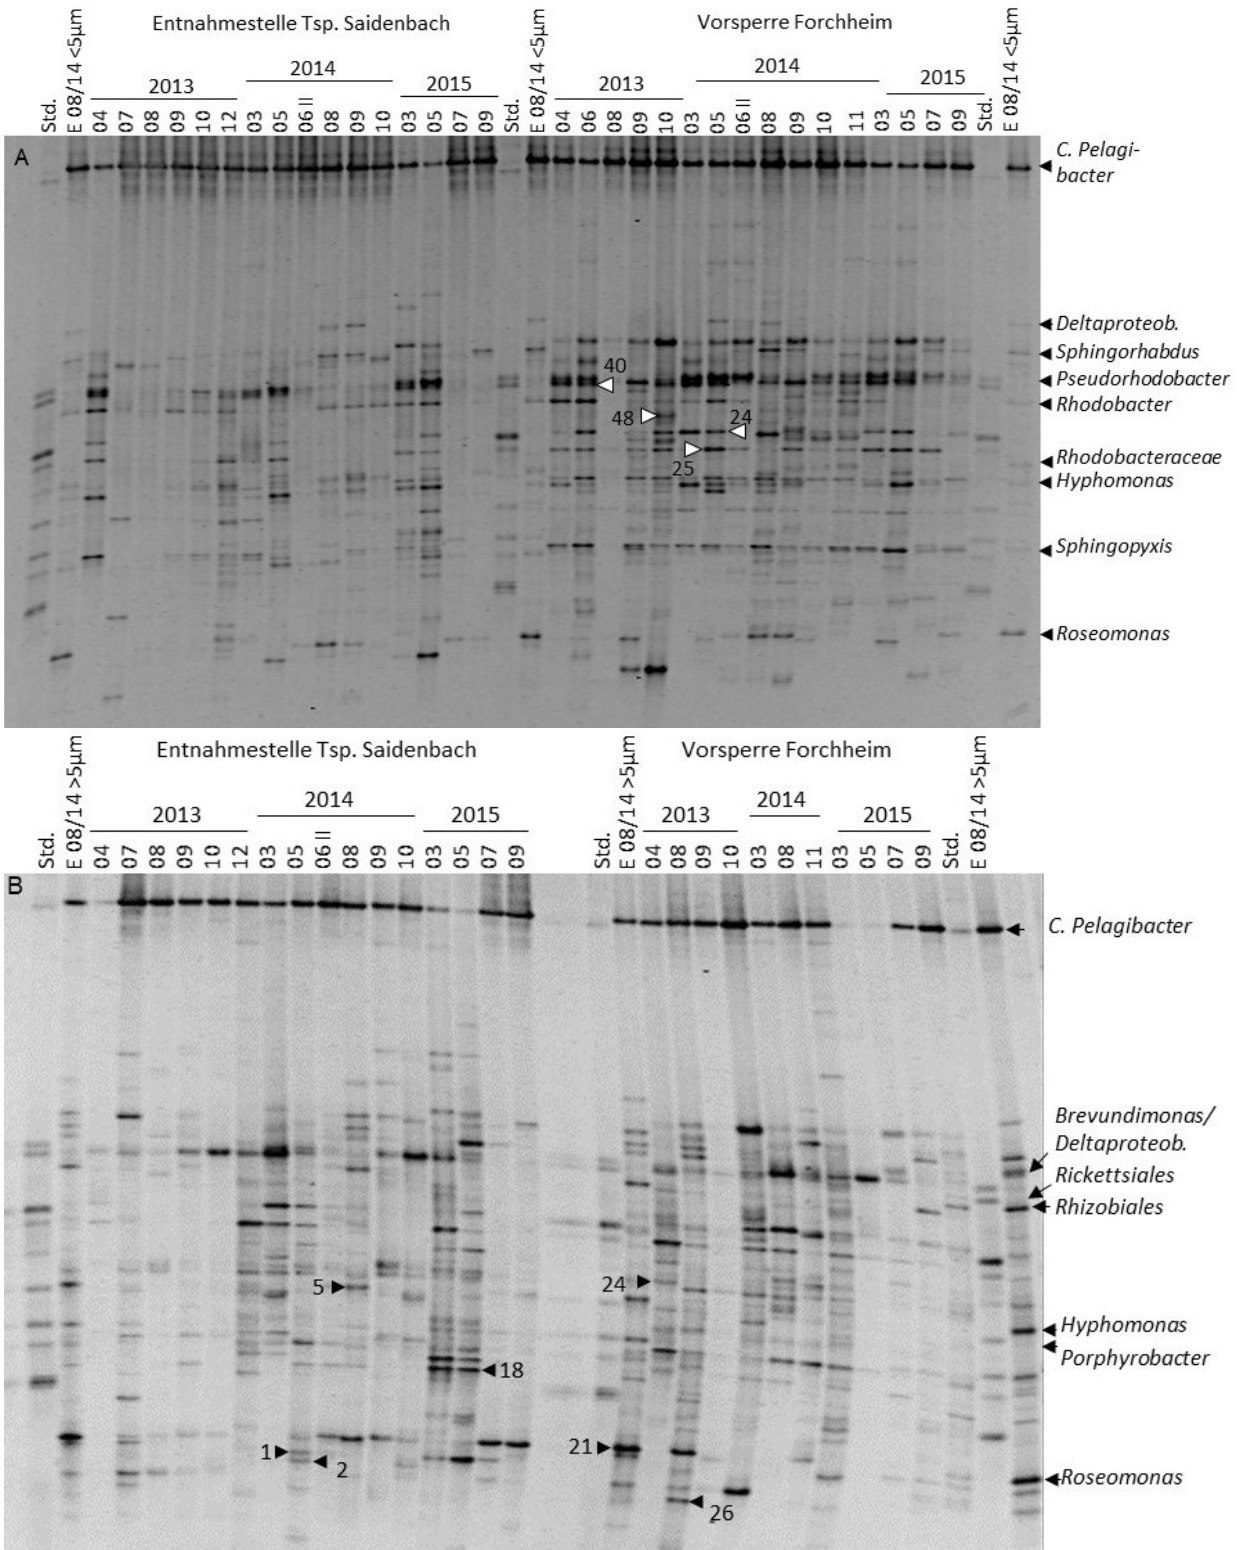 Entnahmestelle Tsp. Saidenbach
Vorsperre Forchheim
2013
2014
2015
2013
2014
2015
Std.
E 08/14 <5µm
04
07
08
09
10
12
03
05
06 II
08
09
10
03
05
07
09
Std.
E 08/14 <5µm
04
06
08
09
10
03
05
06 II
08
09
10
11
03
05
07
09
Std.
E 08/14 <5µm
A
C. Pelagi-
bacter
Deltaproteob.
Sphingorhabdus
Pseudorhodobacter
Rhodobacter
Rhodobacteraceae
Hyphomonas
Sphingopyxis
Roseomonas
40
48
24
25
Entnahmestelle Tsp. Saidenbach
Vorsperre Forchheim
2013
2014
2015
2013
2014
2015
Std.
E 08/14 >5µm
04
07
08
09
10
12
03
05
06 II
08
09
10
03
05
07
09
Std.
E 08/14 >5µm
04
08
09
10
03
08
11
03
05
07
09
Std.
E 08/14 >5µm
B
C. Pelagibacter
Brevundimonas/
Deltaproteob.
Rickettsiales
Rhizobiales
Hyphomonas
Porphyrobacter
Roseomonas
5
24
18
1
2
21
26